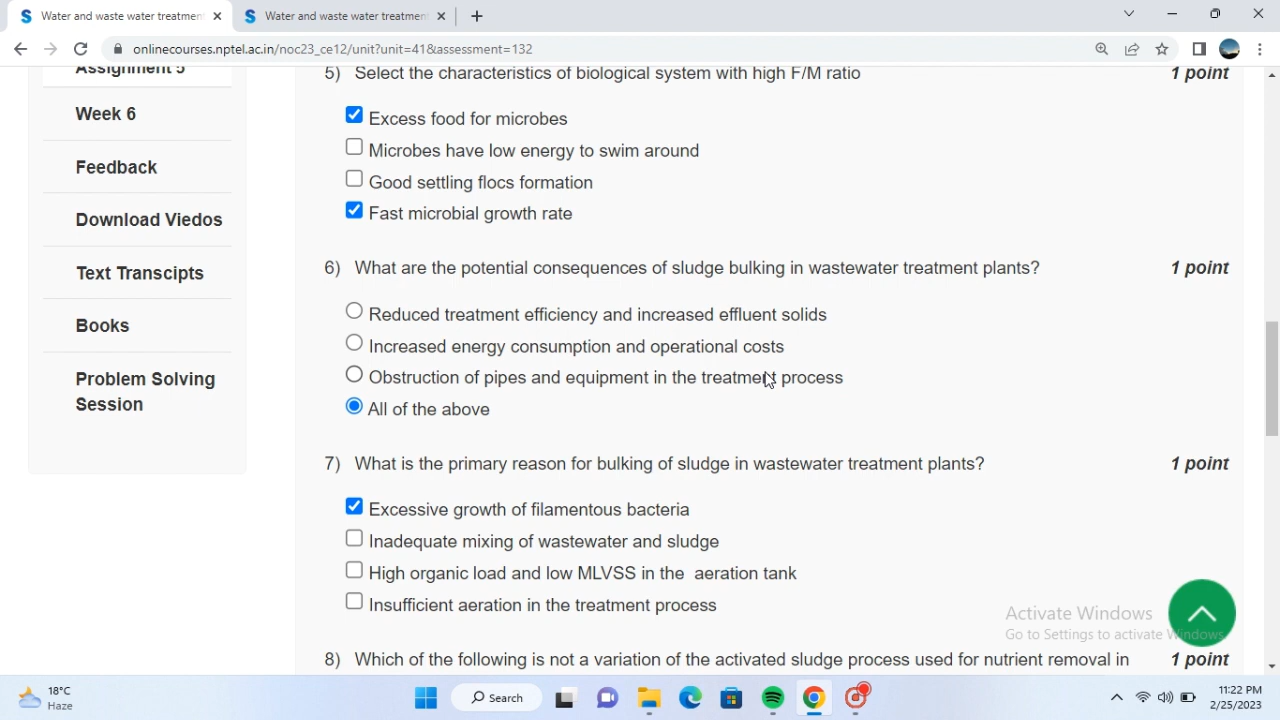 Water and waste water treatment
Water and waste water treatment
onlinecourses.nptel.ac.in/noc23_ce12/unit?unit=41&assessment=132
Assignment 5
Week 6
Feedback
Download Viedos
Text Transcipts
Books
Problem Solving
Session
5) Select the characteristics of biological system with high F/M ratio 1 point
Excess food for microbes
Microbes have low energy to swim around
Good settling flocs formation
Fast microbial growth rate
6) What are the potential consequences of sludge bulking in wastewater treatment plants? 1 point
Reduced treatment efficiency and increased effluent solids
Increased energy consumption and operational costs
Obstruction of pipes and equipment in the treatment process
All of the above
7) What is the primary reason for bulking of sludge in wastewater treatment plants? 1 point
Excessive growth of filamentous bacteria
Inadequate mixing of wastewater and sludge
High organic load and low MLVSS in the aeration tank
Insufficient aeration in the treatment process
8) Which of the following is not a variation of the activated sludge process used for nutrient removal in 1 point
Activate Windows
Go to Settings to activate Windows.
18°C
Haze
Search
11:22 PM
2/25/2023